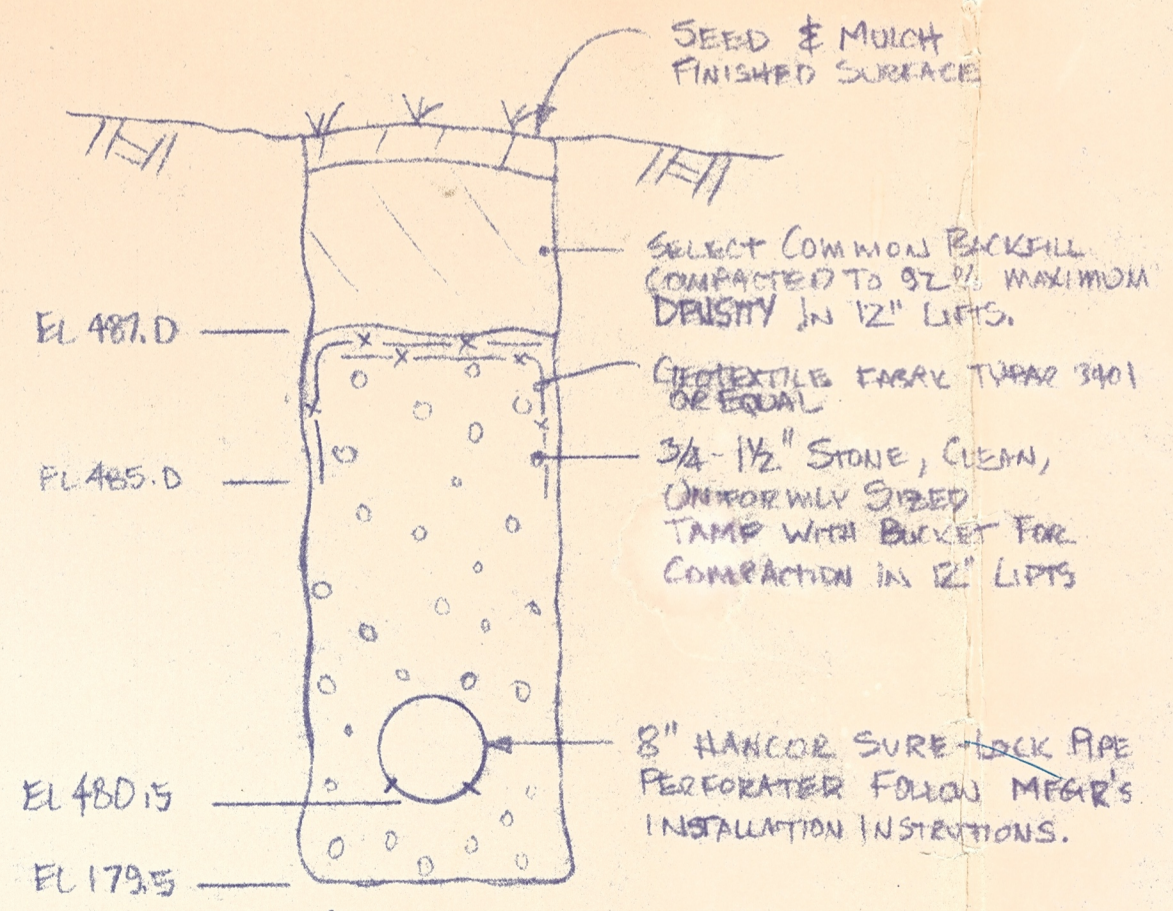 SEED & MULCH
FINISHED SURFACE
SELECT COMMON BACKFILL
COMPACTED TO 92% MAXIMUM
DENSITY IN 12" LIFTS.
EL 487.0
GEOTEXTILE FABRK TYPAR 3401
OR EQUAL
3/4 - 1 1/2" STONE, CLEAN,
UNIFORMLY SIZED
TAMP WITH BUCKET FOR
COMPACTION IN 12" LIFTS
EL 485.0
8" HANCOR SURE-LOCK PIPE
PERFORATED FOLLOW MFGR'S
INSTALLATION INSTRUTIONS.
EL 480.5
EL 179.5